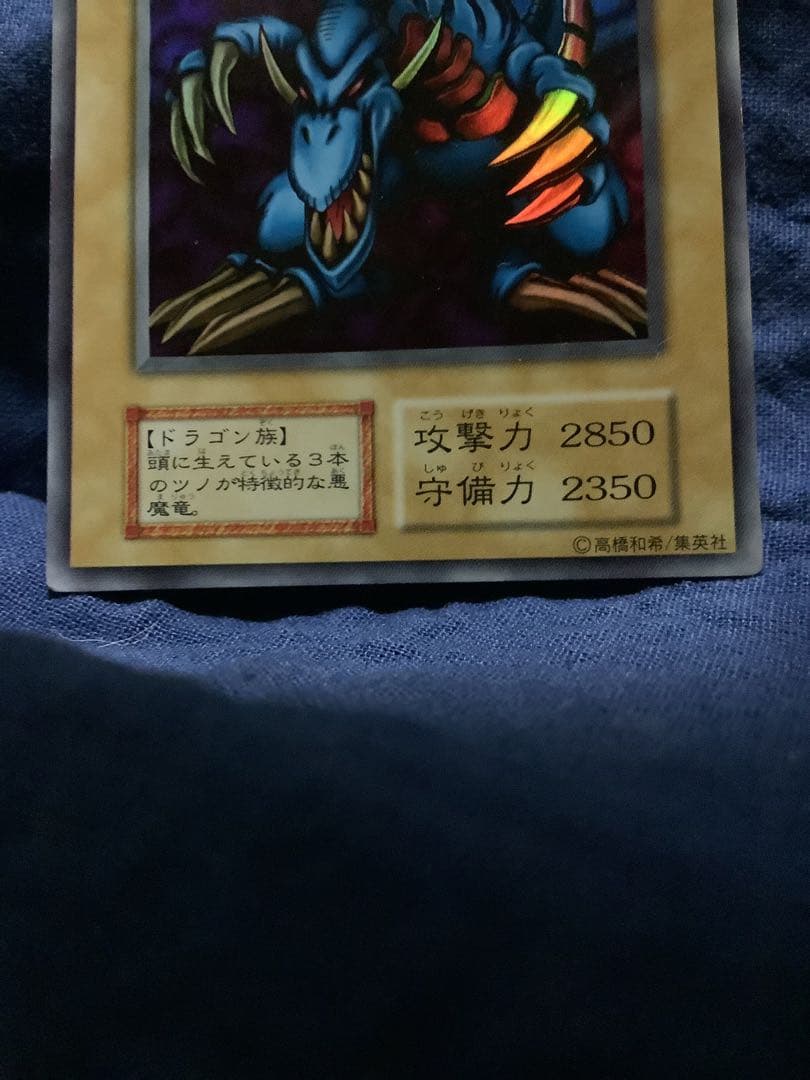 【ドラゴン族】
頭に生えている3本
のツノが特徴的な悪
魔竜。
こう げき りょく
攻撃力 2850
しゅ び りょく
守備力 2350
©高橋和希/集英社